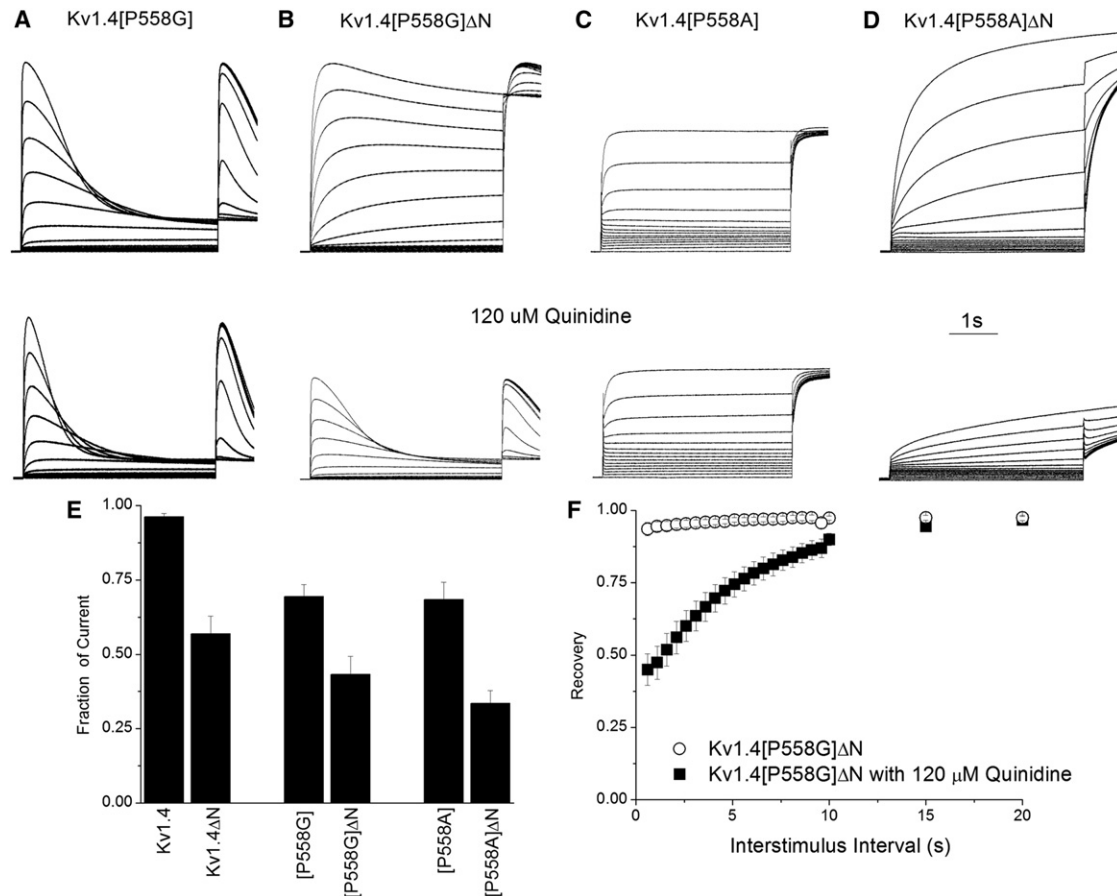 A Kv1.4[P558G]
B Kv1.4[P558G]ΔN
C Kv1.4[P558A]
D Kv1.4[P558A]ΔN
120 uM Quinidine
1s
E
1.00
0.75
0.50
0.25
0.00
Fraction of Current
Kv1.4
Kv1.4ΔN
[P558G]
[P558G]ΔN
[P558A]
[P558A]ΔN
F
1.00
0.75
0.50
0.25
0.00
Recovery
Kv1.4[P558G]ΔN
Kv1.4[P558G]ΔN with 120 μM Quinidine
0 5 10 15 20
Interstimulus Interval (s)